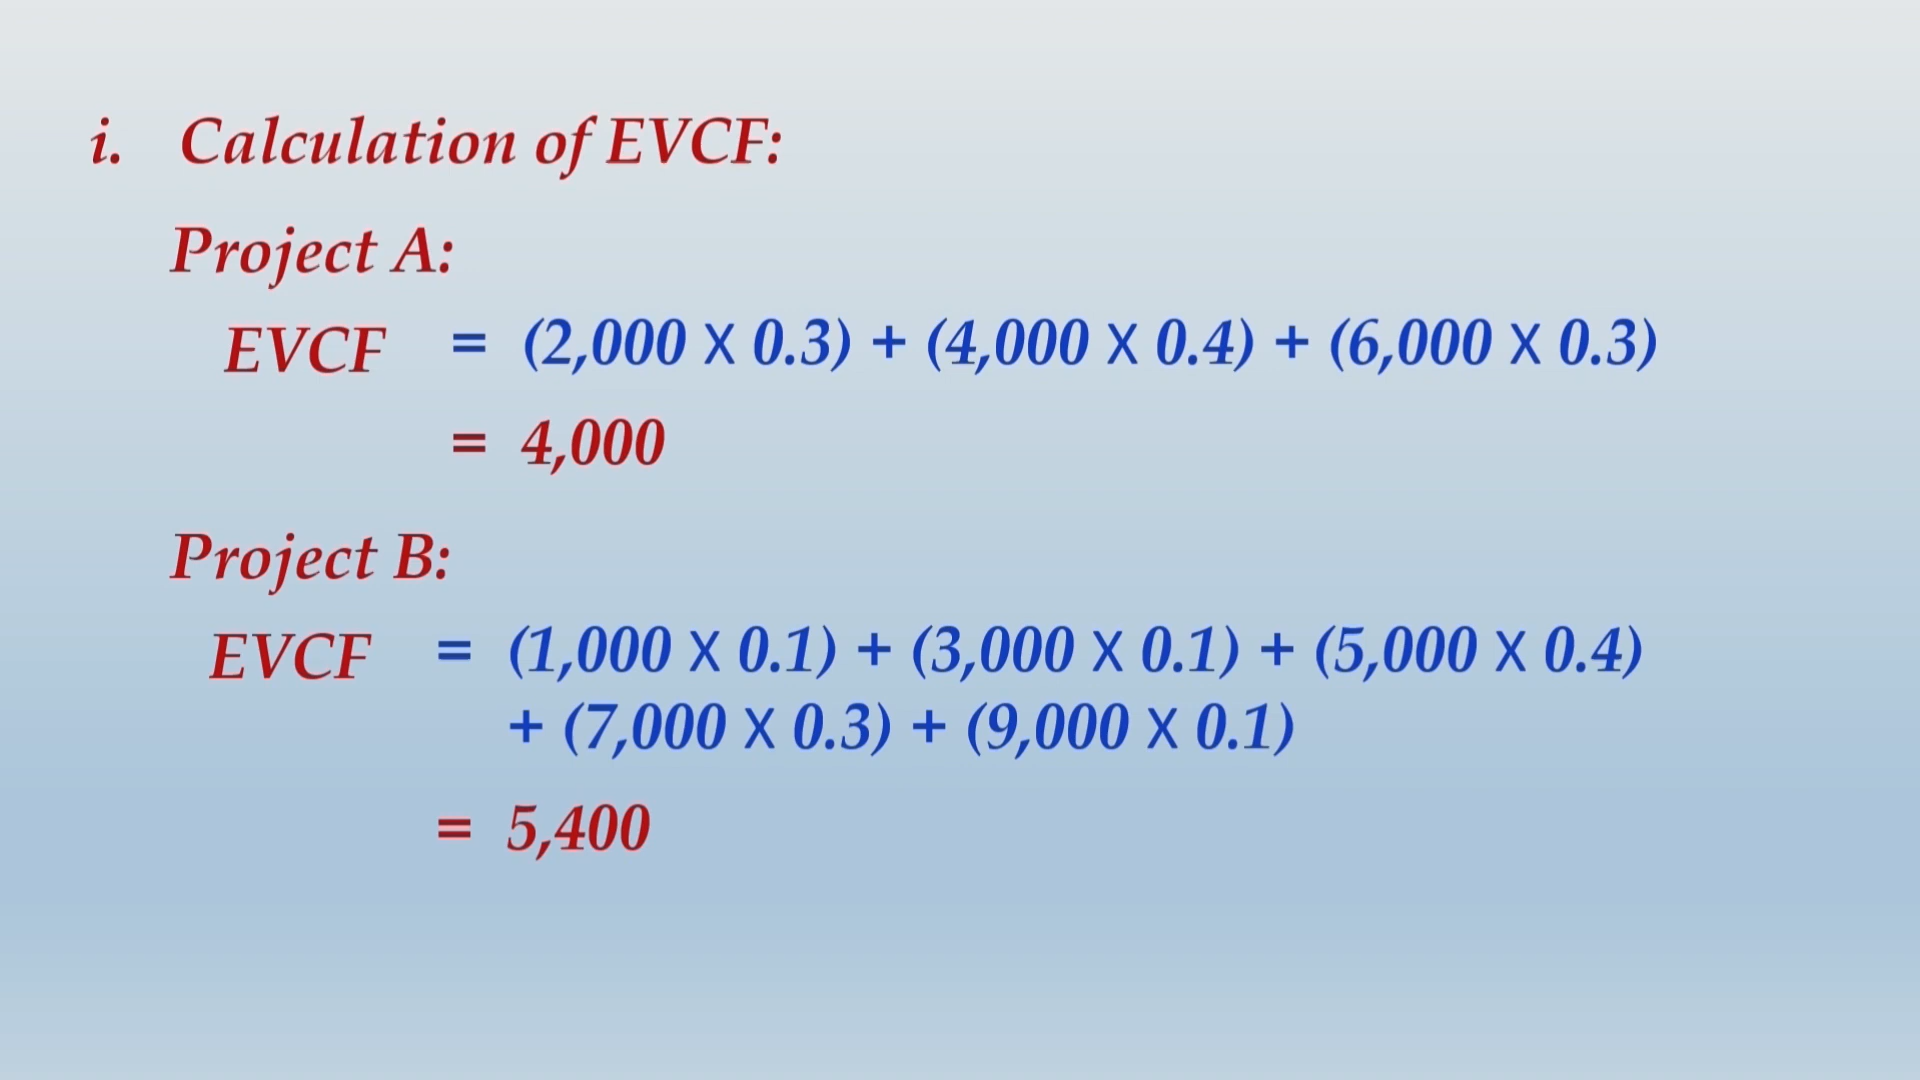 i. Calculation of EVCF:
Project A:
EVCF = (2,000 X 0.3) + (4,000 X 0.4) + (6,000 X 0.3)
= 4,000
Project B:
EVCF = (1,000 X 0.1) + (3,000 X 0.1) + (5,000 X 0.4)
+ (7,000 X 0.3) + (9,000 X 0.1)
= 5,400